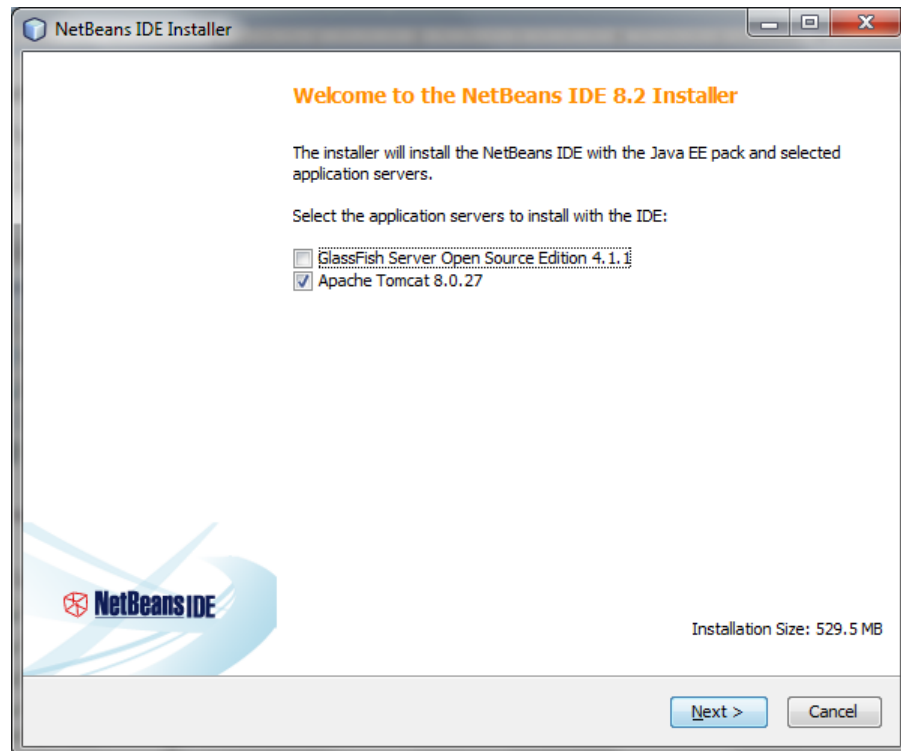 NetBeans IDE Installer
Welcome to the NetBeans IDE 8.2 Installer
The installer will install the NetBeans IDE with the Java EE pack and selected
application servers.
Select the application servers to install with the IDE:
GlassFish Server Open Source Edition 4.1.1
Apache Tomcat 8.0.27
NetBeans IDE
Installation Size: 529.5 MB
Next >
Cancel